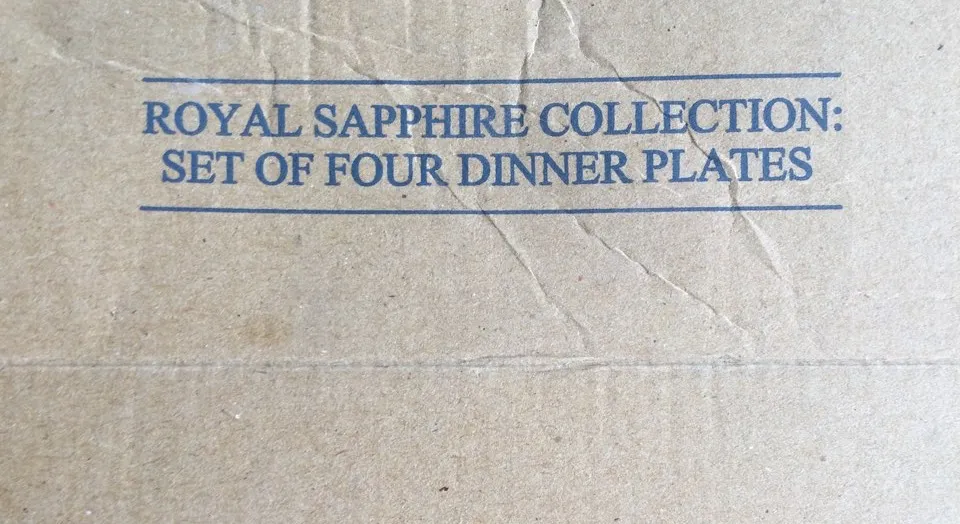 ROYAL SAPPHIRE COLLECTION:
SET OF FOUR DINNER PLATES